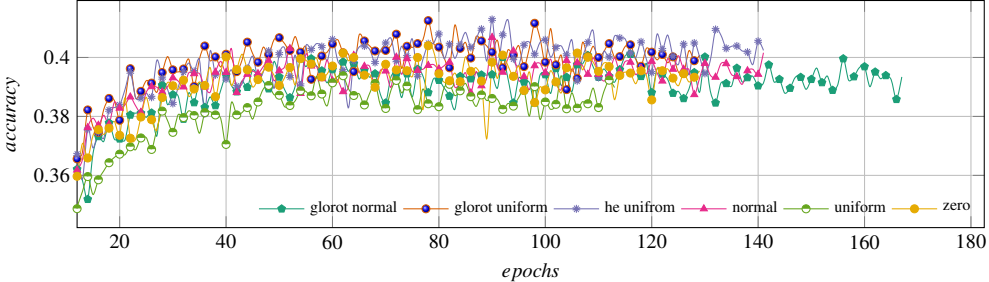 0.4
0.38
0.36
accuracy
glorot normal glorot uniform he unifrom normal uniform zero
20 40 60 80 100 120 140 160 180
epochs